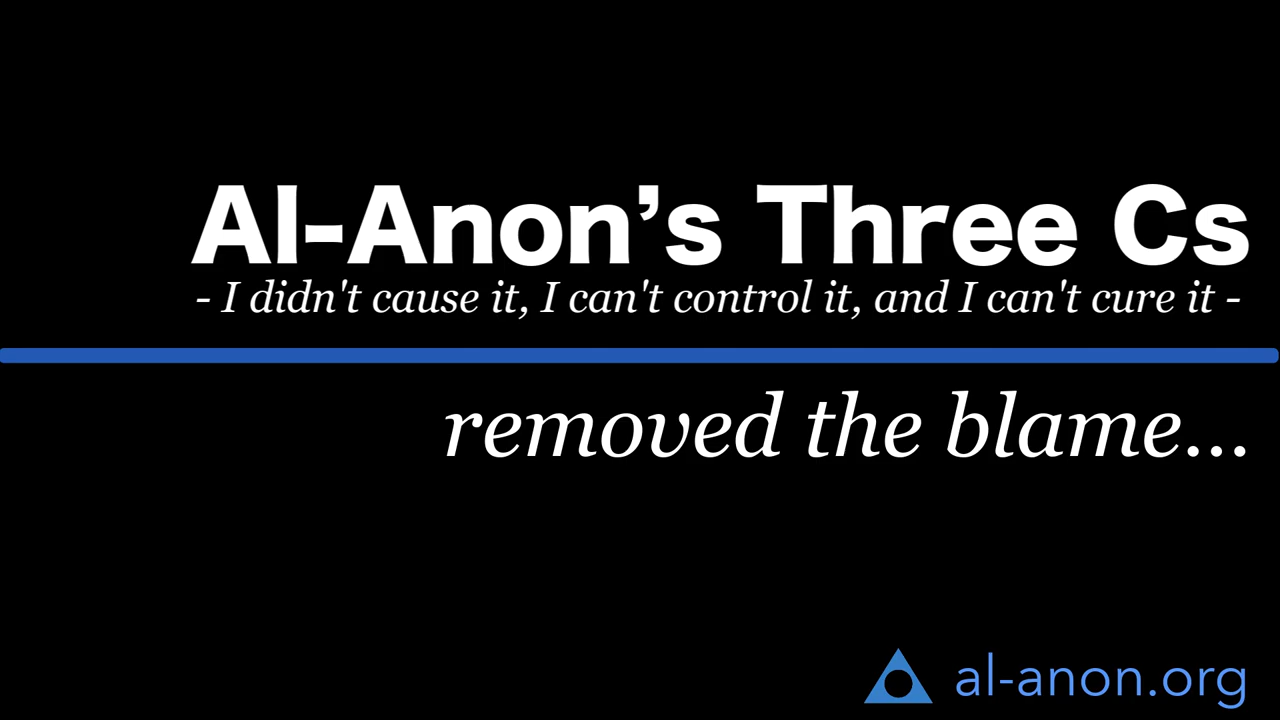 Al-Anon’s Three Cs
- I didn't cause it, I can't control it, and I can't cure it -
removed the blame...
al-anon.org